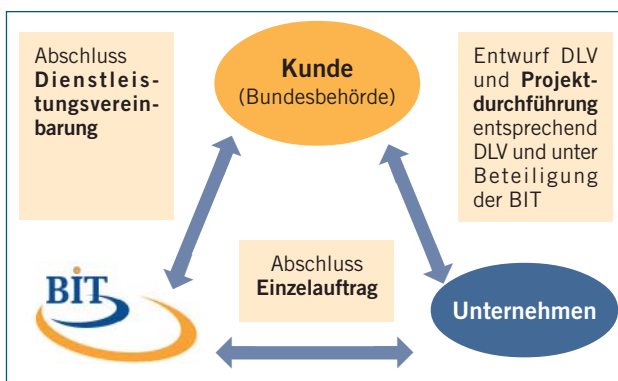 Abschluss
Dienstleis-
tungsverein-
barung
Kunde
(Bundesbehörde)
Entwurf DLV
und Projekt-
durchführung
entsprechend
DLV und unter
Beteiligung
der BIT
Abschluss
Einzelauftrag
BIT
Unternehmen